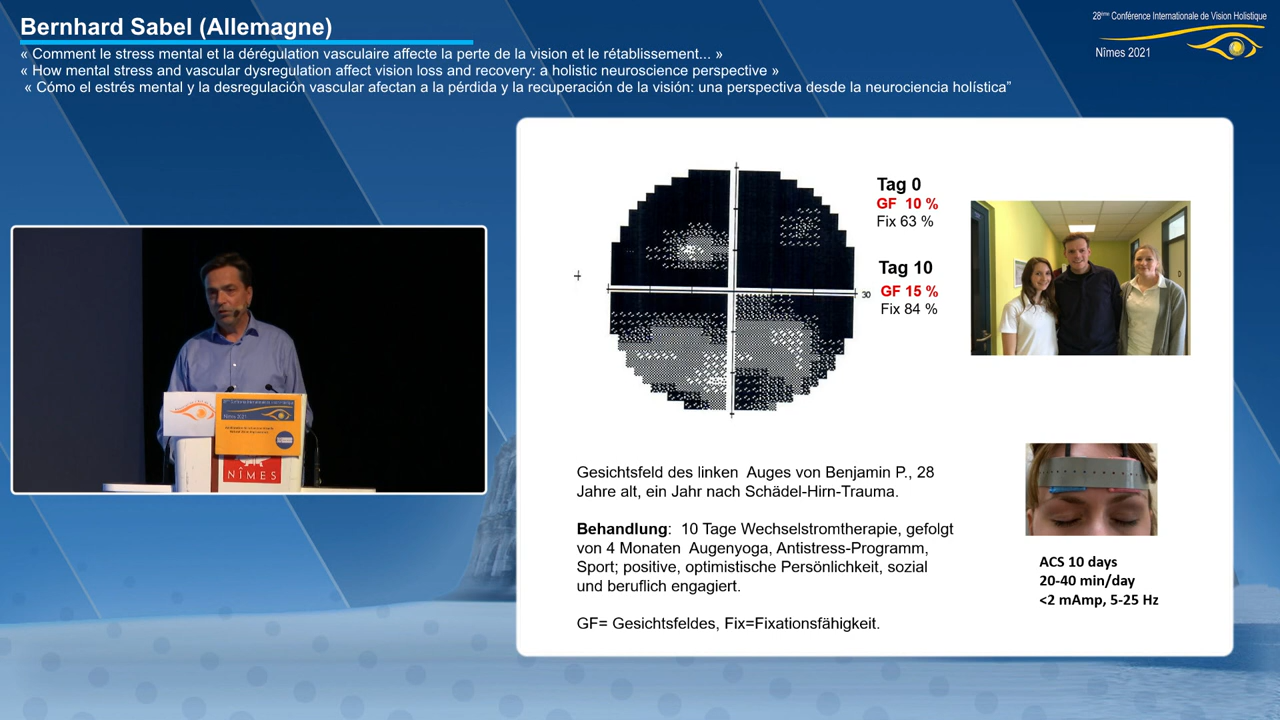 Bernhard Sabel (Allemagne)
« Comment le stress mental et la dérégulation vasculaire affecte la perte de la vision et le rétablissement... »
« How mental stress and vascular dysregulation affect vision loss and recovery: a holistic neuroscience perspective »
« Cómo el estrés mental y la desregulación vascular afectan a la pérdida y la recuperación de la visión: una perspectiva desde la neurociencia holística”
28ème Conférence Internationale de Vision Holistique
Nîmes 2021
Tag 0
GF 10 %
Fix 63 %
Tag 10
GF 15 %
Fix 84 %
30
Gesichtsfeld des linken Auges von Benjamin P., 28
Jahre alt, ein Jahr nach Schädel-Hirn-Trauma.
Behandlung: 10 Tage Wechselstromtherapie, gefolgt
von 4 Monaten Augenyoga, Antistress-Programm,
Sport; positive, optimistische Persönlichkeit, sozial
und beruflich engagiert.
GF= Gesichtsfeldes, Fix=Fixationsfähigkeit.
ACS 10 days
20-40 min/day
<2 mAmp, 5-25 Hz
NÎMES